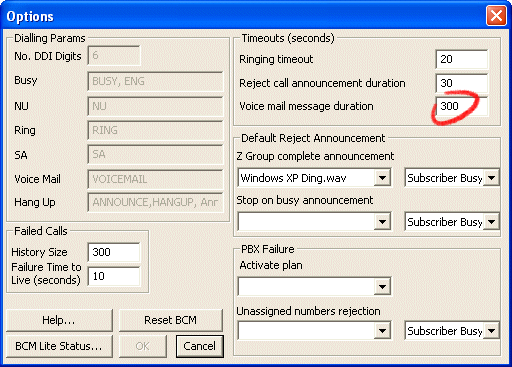 Options
Dialling Params
No. DDI Digits 6
Busy BUSY, ENG
NU NU
Ring RING
SA SA
Voice Mail VOICEMAIL
Hang Up ANNOUNCE,HANGUP, Anr
Failed Calls
History Size 300
Failure Time to
Live (seconds) 10
Help... Reset BCM
BCM Lite Status... OK Cancel
Timeouts (seconds)
Ringing timeout 20
Reject call announcement duration 30
Voice mail message duration 300
Default Reject Announcement
Z Group complete announcement
Windows XP Ding.wav Subscriber Busy
Stop on busy announcement
Subscriber Busy
PBX Failure
Activate plan
Unassigned numbers rejection
Subscriber Busy